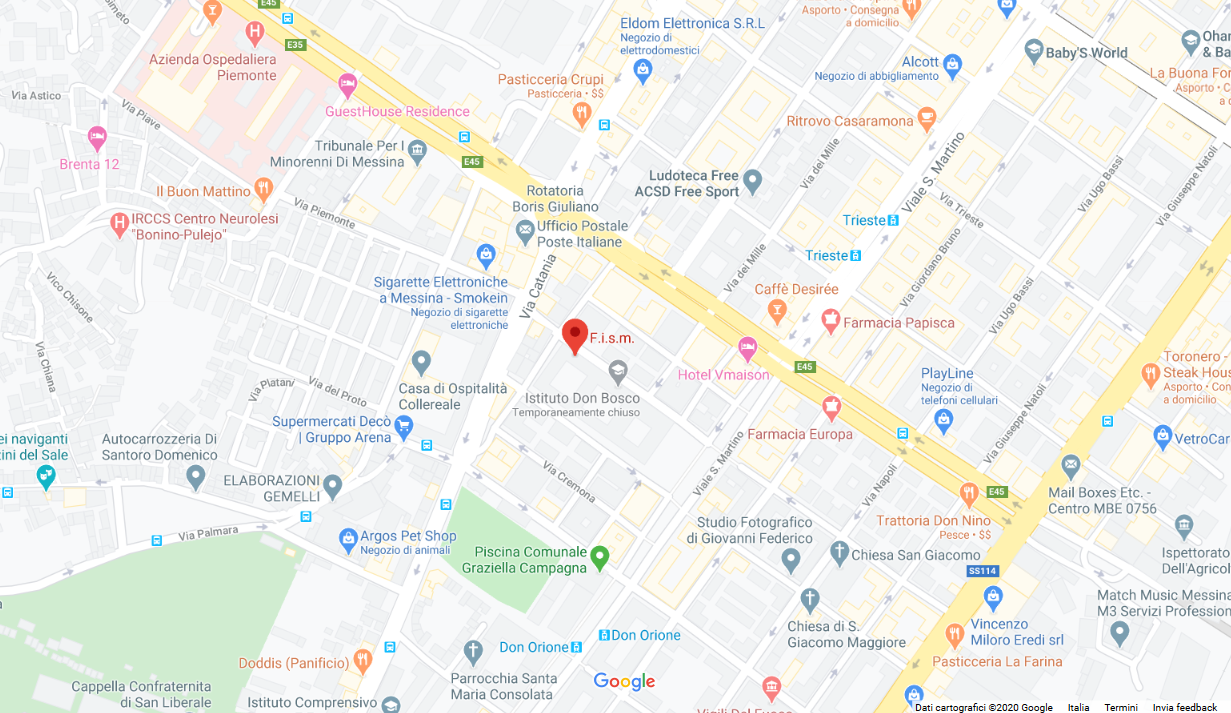 E45
Asporto • Consegna
a domicilio
Eldom Elettronica S.R.L
Negozio di
elettrodomestici
E35
Azienda Ospedaliera
Piemonte
Baby'S World
Ohan
& Ba
Alcott
Negozio di abbigliamento
La Buona For
Asporto • Con
a d
Pasticceria Crupi
Pasticceria • $$
GuestHouse Residence
Via Astico
Via Piave
Ritrovo Casaramona
Brenta 12
Tribunale Per I
Minorenni Di Messina
E45
Via dei Mille
Viale S. Martino
Ludoteca Free
ACSD Free Sport
Il Buon Mattino
Via Ugo Bassi
Via Giuseppe Natoli
Rotatoria
Boris Giuliano
Via Piemonte
IRCCS Centro Neurolesi
"Bonino-Pulejo"
Via Trieste
Trieste
Ufficio Postale
Poste Italiane
Trieste
Via dei Mille
Via Giordano Bruno
Sigarette Elettroniche
a Messina - Smokein
Negozio di sigarette
elettroniche
Via Catania
Vico Chisone
Caffè Desirée
Via Ugo Bassi
Farmacia Papisca
F.i.s.m.
Via Chiana
Hotel Vmaison
E45
PlayLine
Negozio di
telefoni cellulari
Toronero -
Steak Hous
Asporto • Con
a domicilio
Via Platani
Via del Proto
Casa di Ospitalità
Collereale
Istituto Don Bosco
Temporaneamente chiuso
Supermercati Decò
| Gruppo Arena
Farmacia Europa
Via Giuseppe Natoli
VetroCar
ei naviganti
ini del Sale
Autocarrozzeria Di
Santoro Domenico
Viale S. Martino
Via Cremona
Via Napoli
ELABORAZIONI
GEMELLI
E45
Mail Boxes Etc. -
Centro MBE 0756
Trattoria Don Nino
Pesce • $$
Studio Fotografico
di Giovanni Federico
Via Palmara
Argos Pet Shop
Negozio di animali
Piscina Comunale
Graziella Campagna
Chiesa San Giacomo
Ispettorato
Dell'Agricol
SS114
Match Music Messina
M3 Servizi Profession
Chiesa di S.
Giacomo Maggiore
Vincenzo
Miloro Eredi srl
Don Orione
Don Orione
Doddis (Panificio)
Pasticceria La Farina
Parrocchia Santa
Maria Consolata
Google
Cappella Confraternita
di San Liberale
Istituto Comprensivo
Dati cartografici ©2020 Google Italia Termini Invia feedback